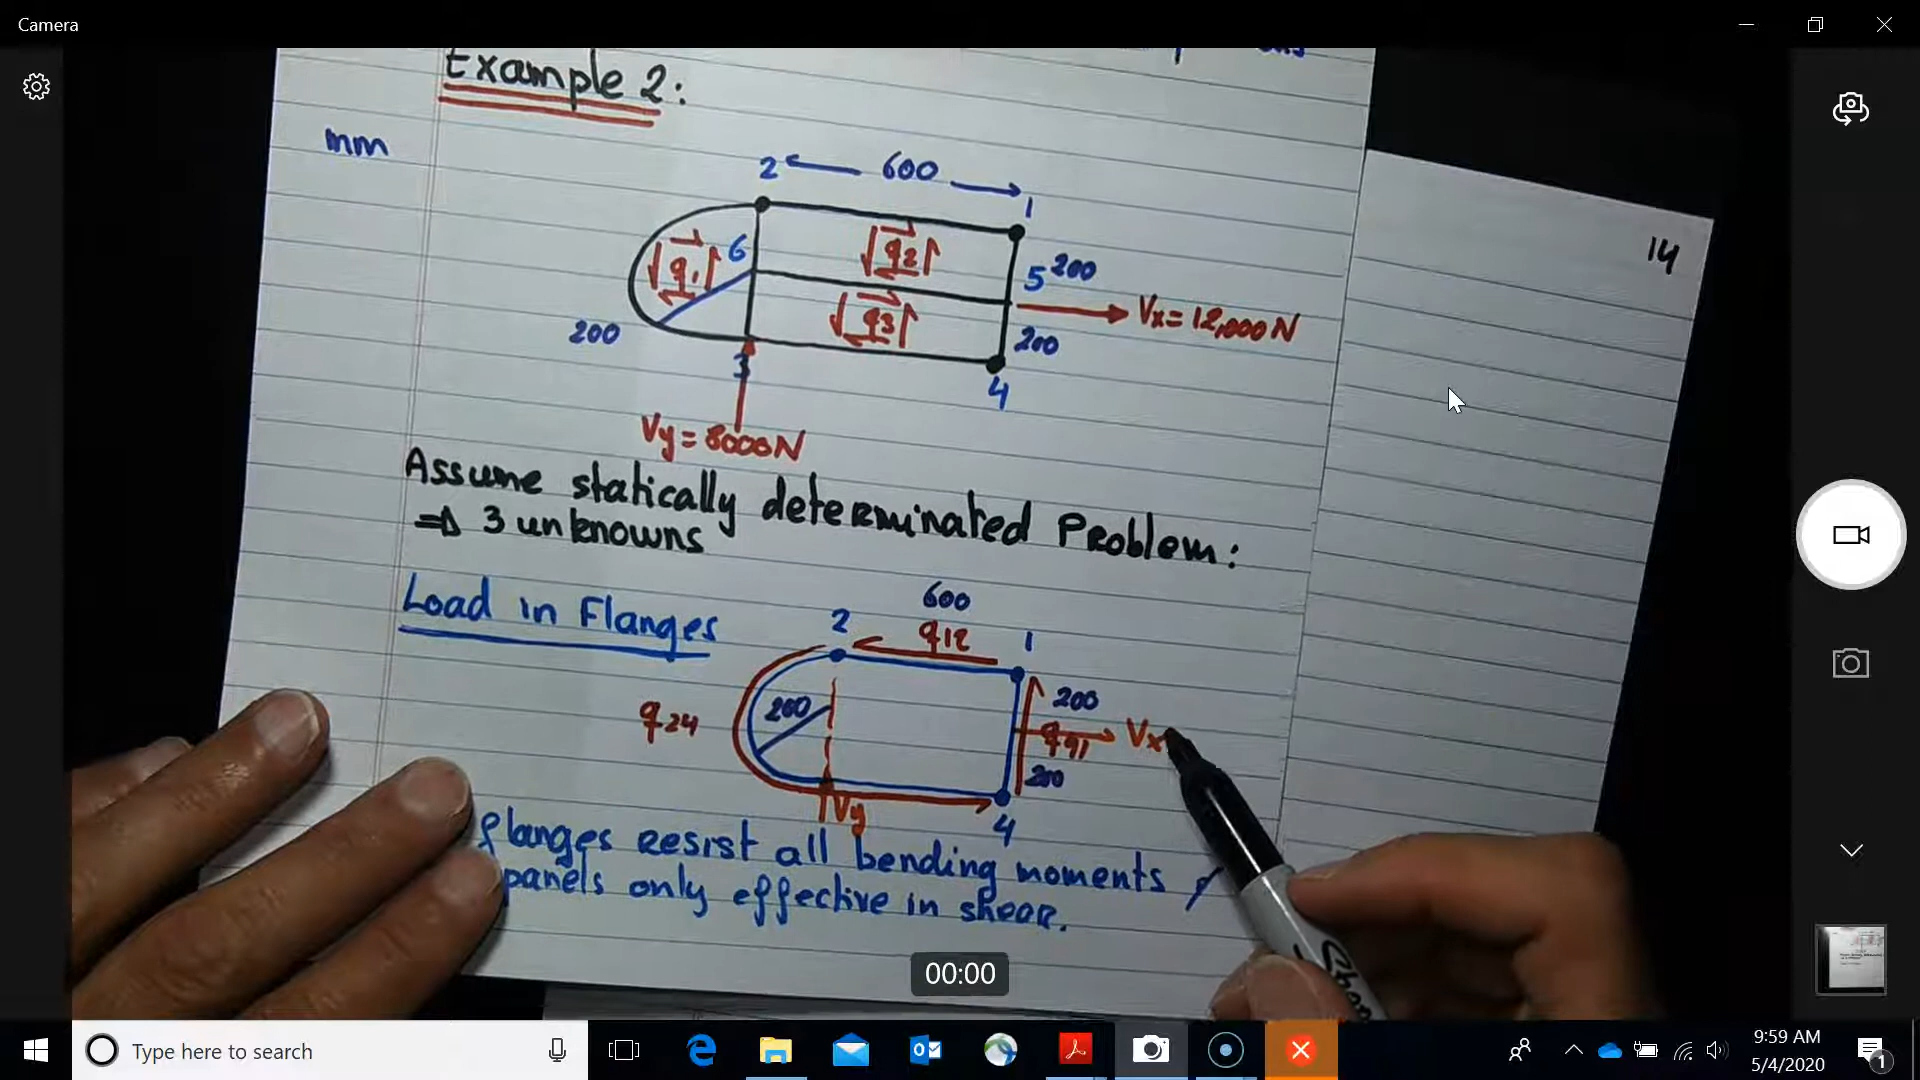 Camera
Example 2:
mm
2
600
1
6
q1
q2
5
200
14
q3
Vx = 12,000N
200
200
3
4
Vy = 8000N
Assume statically determinated Problem:
⇒ 3 unknowns
Load in Flanges
600
2
q12
1
200
200
q24
q41
Vx
200
Vy
4
flanges resist all bending moments
panels only effective in shear.
00:00
Type here to search
9:59 AM
5/4/2020
1